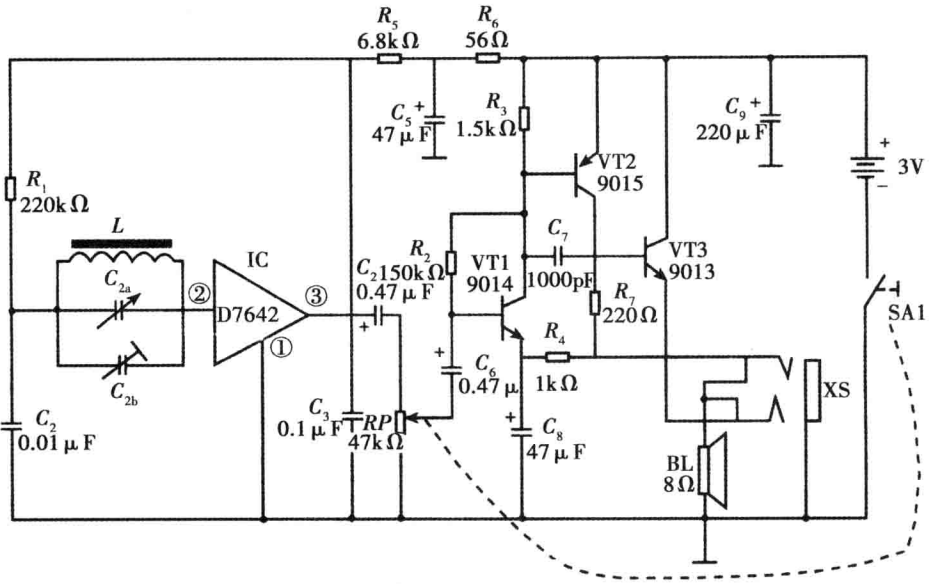 R5
6.8kΩ
R6
56Ω
C5
+
47μF
R3
1.5kΩ
C9
+
220μF
VT2
9015
+
3V
−
R1
220kΩ
L
C2a
C2b
IC
D7642
②
③
①
C2
0.47μF
+
R2
150kΩ
VT1
9014
C7
1000pF
VT3
9013
R7
220Ω
R4
1kΩ
SA1
+
C6
0.47μ
XS
C2
0.01μF
C3
0.1μF
RP
47kΩ
+
C8
47μF
BL
8Ω